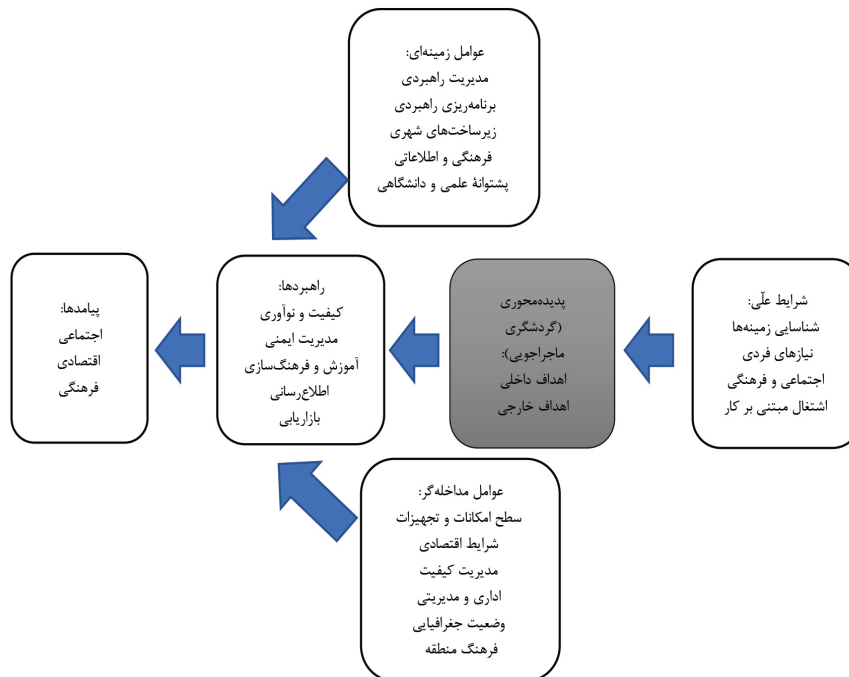 عوامل زمینه‌ای:
مدیریت راهبردی
برنامه‌ریزی راهبردی
زیرساخت‌های شهری
فرهنگی و اطلاعاتی
پشتوانۀ علمی و دانشگاهی
شرایط علّی:
شناسایی زمینه‌ها
نیازهای فردی
اجتماعی و فرهنگی
اشتغال مبتنی بر کار
پدیده‌محوری
(گردشگری
ماجراجویی):
اهداف داخلی
اهداف خارجی
راهبردها:
کیفیت و نوآوری
مدیریت ایمنی
آموزش و فرهنگ‌سازی
اطلاع‌رسانی
بازاریابی
پیامدها:
اجتماعی
اقتصادی
فرهنگی
عوامل مداخله‌گر:
سطح امکانات و تجهیزات
شرایط اقتصادی
مدیریت کیفیت
اداری و مدیریتی
وضعیت جغرافیایی
فرهنگ منطقه